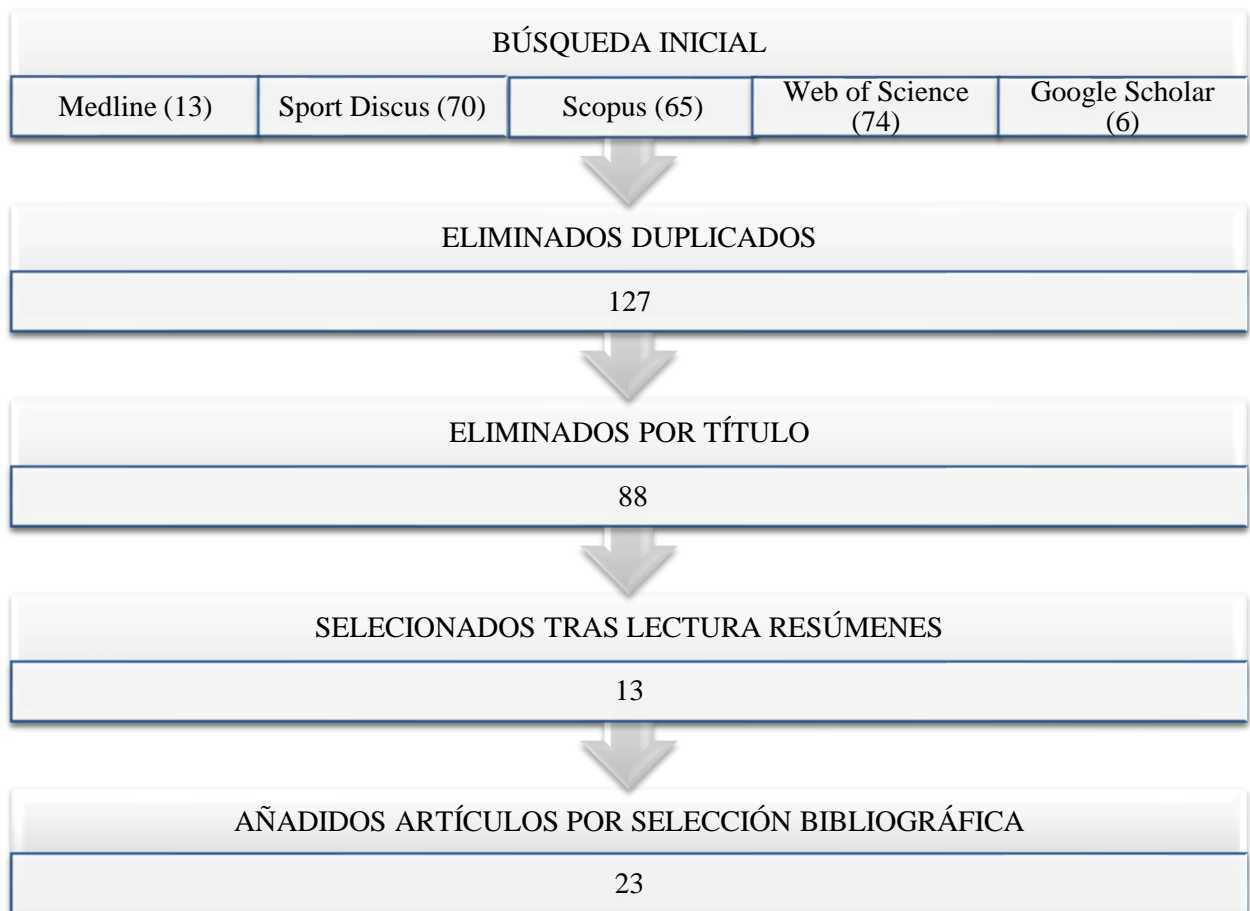 BÚSQUEDA INICIAL
Medline (13)
Sport Discus (70)
Scopus (65)
Web of Science
(74)
Google Scholar
(6)
ELIMINADOS DUPLICADOS
127
ELIMINADOS POR TÍTULO
88
SELECIONADOS TRAS LECTURA RESÚMENES
13
AÑADIDOS ARTÍCULOS POR SELECCIÓN BIBLIOGRÁFICA
23